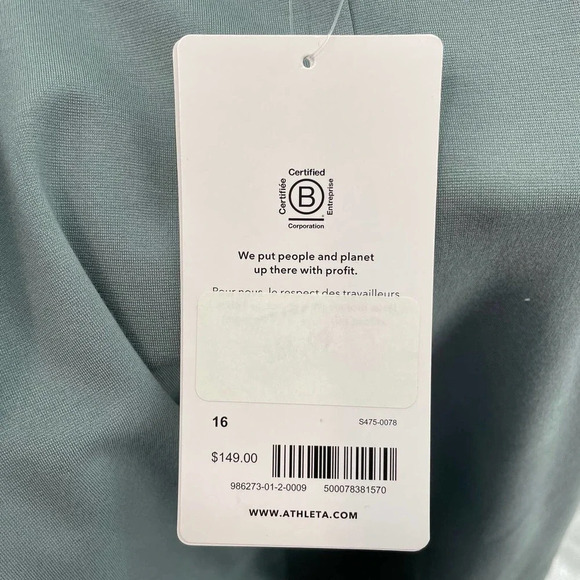 Certified
Certifiée
B
Entreprise
Corporation
We put people and planet
up there with profit.
Pour nous, le respect des travailleurs
16
S475-0078
$149.00
986273-01-2-0009 500078381570
WWW.ATHLETA.COM